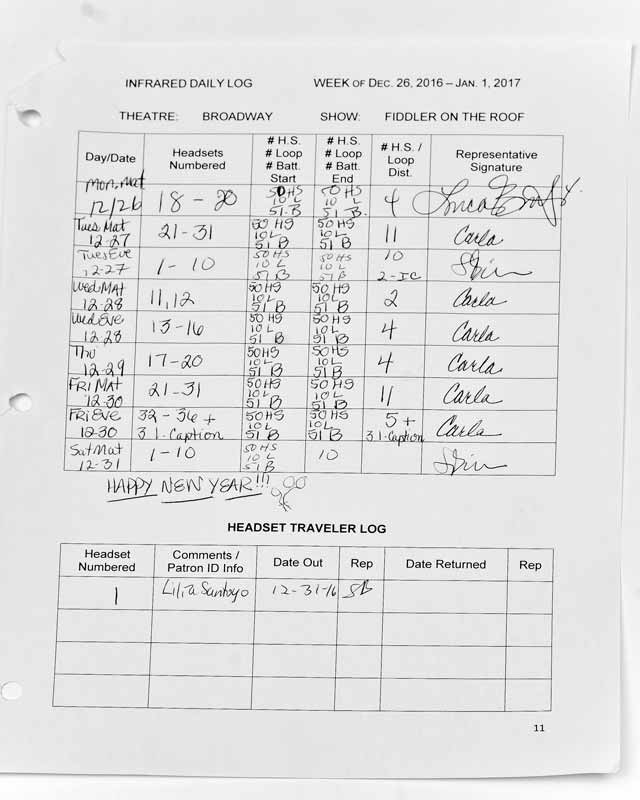 INFRARED DAILY LOG WEEK OF DEC. 26, 2016 – JAN. 1, 2017
THEATRE: BROADWAY SHOW: FIDDLER ON THE ROOF
Day/Date Headsets Numbered # H.S. # Loop # Batt. Start # H.S. # Loop # Batt. End # H.S. / Loop Dist. Representative Signature
Mon. Mat 12/26 18 - 20 50 HS 10 L 51 B 50 HS 10 L 51 B. 4
Tues Mat 12-27 21-31 50 HS 10 L 51 B 50 HS 10 L 51 B 11 Carla
Tues Eve 12-27 1-10 50 HS 10 L 51 B 50 HS 10 L 51 B 10 2-IC
Wed MAT 12-28 11, 12 50 HS 10 L 51 B 50 HS 10 L 51 B 2 Carla
Wed Eve 12-28 13-16 50 HS 10 L 51 B 50 HS 10 L 51 B 4 Carla
Thu 12-29 17-20 50 HS 10 L 51 B 50 HS 10 L 51 B 4 Carla
FRI MAT 12-30 21-31 50 HS 10 L 51 B 50 HS 10 L 51 B 11 Carla
FRI Eve 12-30 32-36 + 31-Caption 50 HS 10 L 51 B 50 HS 10 L 51 B 5 + 31-Caption Carla
Sat Mat 12-31 1-10 50 HS 10 L 51 B 10
HAPPY NEW YEAR!!!
HEADSET TRAVELER LOG
Headset Numbered Comments / Patron ID Info Date Out Rep Date Returned Rep
1 Lilia Santoyo 12-31-16 SB
11